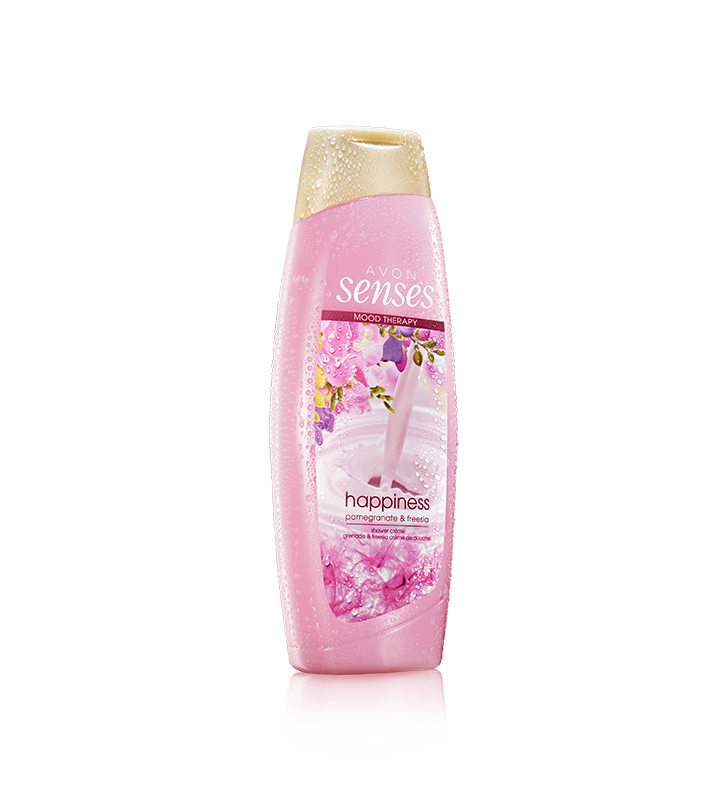 AVON
senses
MOOD THERAPY
happiness
pomegranate & freesia
shower crème
grenade & freesia crème de douche